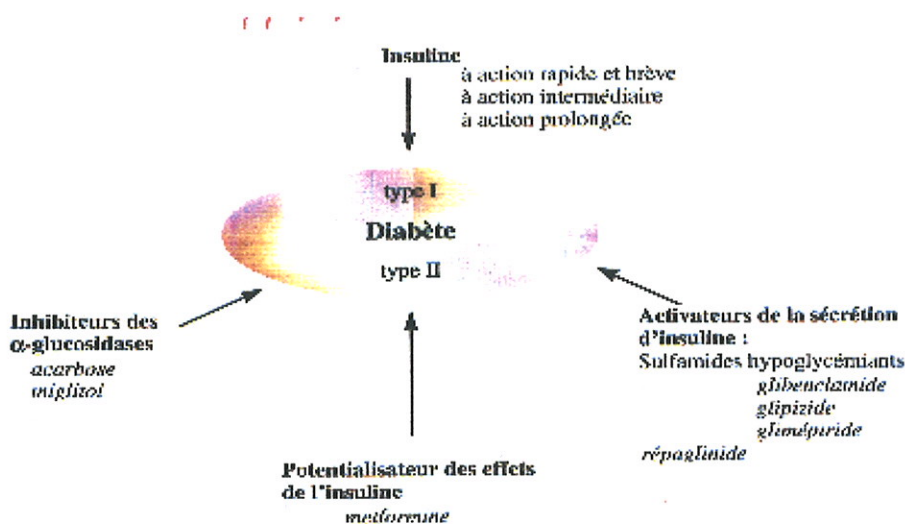 Insuline
à action rapide et brève
à action intermédiaire
à action prolongée
type I
Diabète
type II
Inhibiteurs des
α-glucosidases
acarbose
miglitol
Activateurs de la sécrétion
d'insuline :
Sulfamides hypoglycémiants
glibenclamide
glipizide
glimépiride
répaglinide
Potentialisateur des effets
de l'insuline
metformine